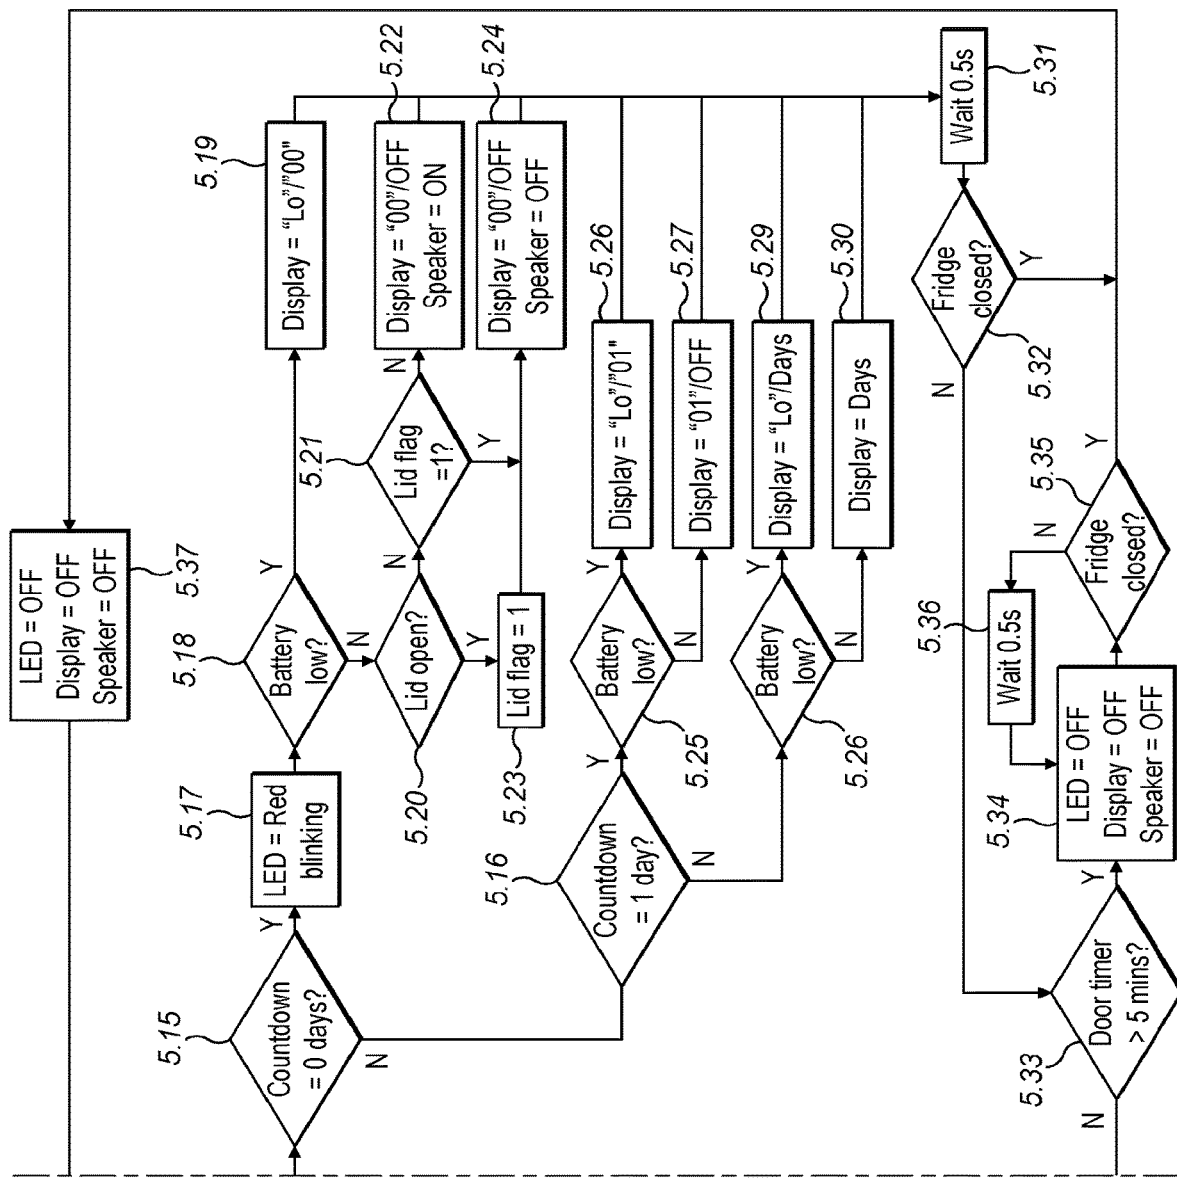 LED = OFF
Display = OFF
Speaker = OFF
5.37
5.15
Countdown
= 0 days?
Y
N
5.17
LED = Red
blinking
5.18
Battery
low?
Y
N
5.19
Display = “Lo”/"00"
5.20
Lid open?
N
Y
5.21
Lid flag
=1?
N
Y
5.22
Display = “00”/OFF
Speaker = ON
5.23
Lid flag = 1
5.24
Display = “00”/OFF
Speaker = OFF
5.16
Countdown
= 1 day?
Y
N
5.25
Battery
low?
Y
N
5.26
Display = “Lo”/“01"
5.27
Display = “01”/OFF
5.26
Battery
low?
Y
N
5.29
Display = “Lo”/Days
5.30
Display = Days
5.31
Wait 0.5s
5.32
Fridge
closed?
N
Y
5.33
Door timer
> 5 mins?
Y
N
5.34
LED = OFF
Display = OFF
Speaker = OFF
5.36
Wait 0.5s
5.35
Fridge
closed?
N
Y